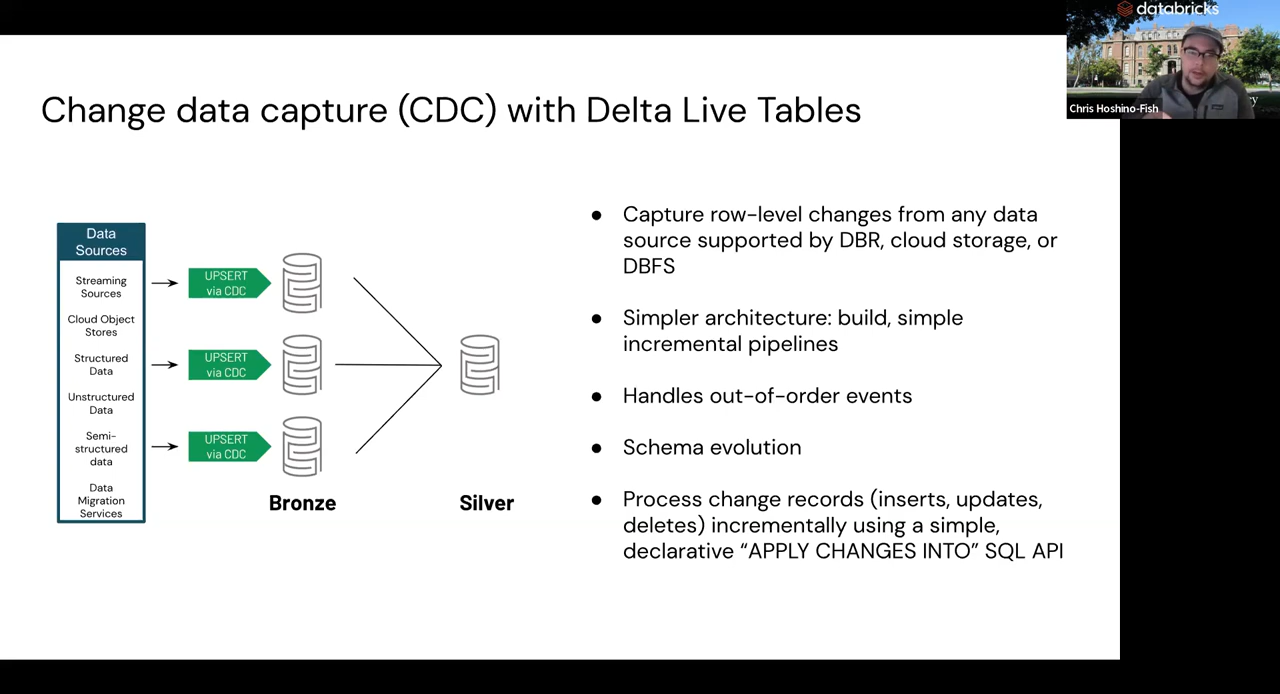 databricks
Chris Hoshino-Fish
Change data capture (CDC) with Delta Live Tables
Data
Sources
Streaming
Sources
Cloud Object
Stores
Structured
Data
Unstructured
Data
Semi-
structured
data
Data
Migration
Services
UPSERT
via CDC
UPSERT
via CDC
UPSERT
via CDC
Bronze
Silver
● Capture row-level changes from any data
source supported by DBR, cloud storage, or
DBFS
● Simpler architecture: build, simple
incremental pipelines
● Handles out-of-order events
● Schema evolution
● Process change records (inserts, updates,
deletes) incrementally using a simple,
declarative “APPLY CHANGES INTO” SQL API